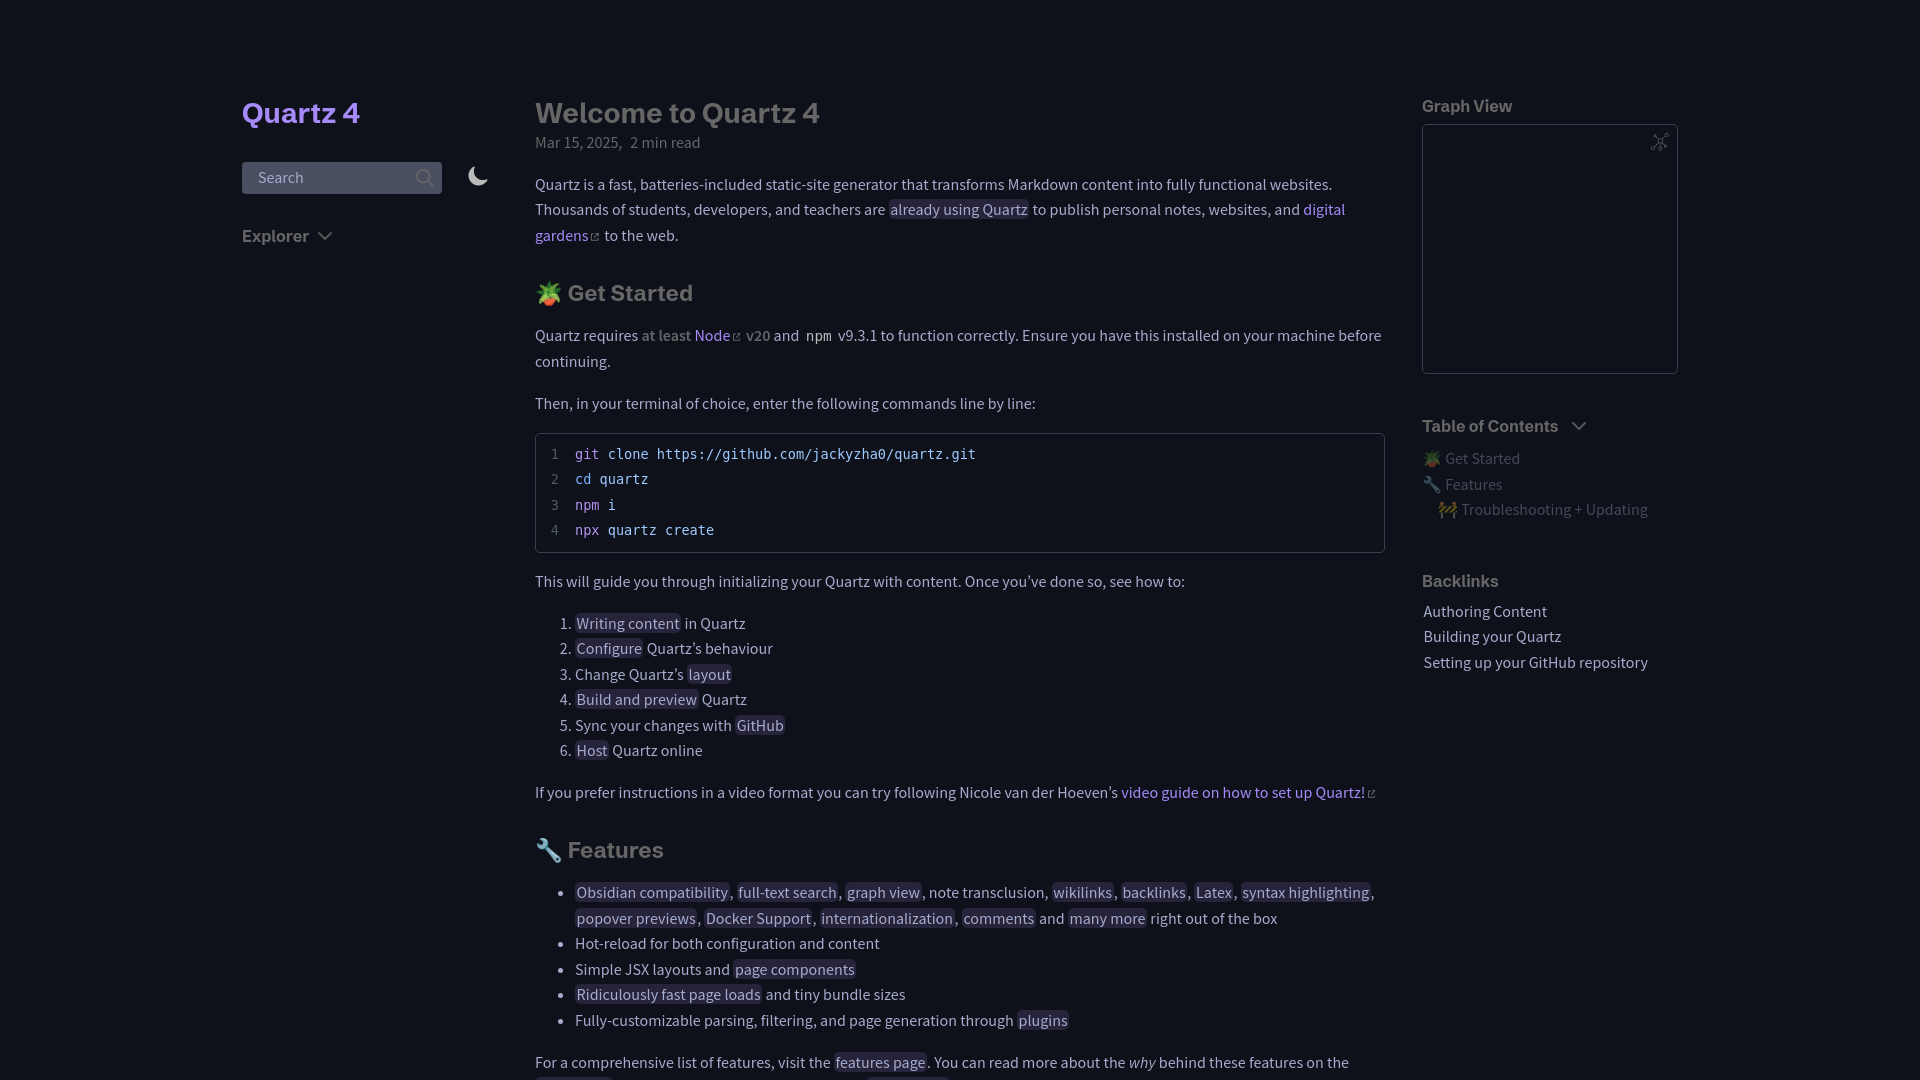 Quartz 4
Search
Explorer
Welcome to Quartz 4
Mar 15, 2025, 2 min read
Quartz is a fast, batteries-included static-site generator that transforms Markdown content into fully functional websites.
Thousands of students, developers, and teachers are already using Quartz to publish personal notes, websites, and digital
gardens to the web.
🪴 Get Started
Quartz requires at least Node v20 and npm v9.3.1 to function correctly. Ensure you have this installed on your machine before
continuing.
Then, in your terminal of choice, enter the following commands line by line:
1 git clone https://github.com/jackyzha0/quartz.git
2 cd quartz
3 npm i
4 npx quartz create
This will guide you through initializing your Quartz with content. Once you’ve done so, see how to:
1. Writing content in Quartz
2. Configure Quartz’s behaviour
3. Change Quartz’s layout
4. Build and preview Quartz
5. Sync your changes with GitHub
6. Host Quartz online
If you prefer instructions in a video format you can try following Nicole van der Hoeven’s video guide on how to set up Quartz!
🔧 Features
• Obsidian compatibility, full-text search, graph view, note transclusion, wikilinks, backlinks, Latex, syntax highlighting,
popover previews, Docker Support, internationalization, comments and many more right out of the box
• Hot-reload for both configuration and content
• Simple JSX layouts and page components
• Ridiculously fast page loads and tiny bundle sizes
• Fully-customizable parsing, filtering, and page generation through plugins
For a comprehensive list of features, visit the features page. You can read more about the why behind these features on the
Graph View
Table of Contents
🪴 Get Started
🔧 Features
🚧 Troubleshooting + Updating
Backlinks
Authoring Content
Building your Quartz
Setting up your GitHub repository